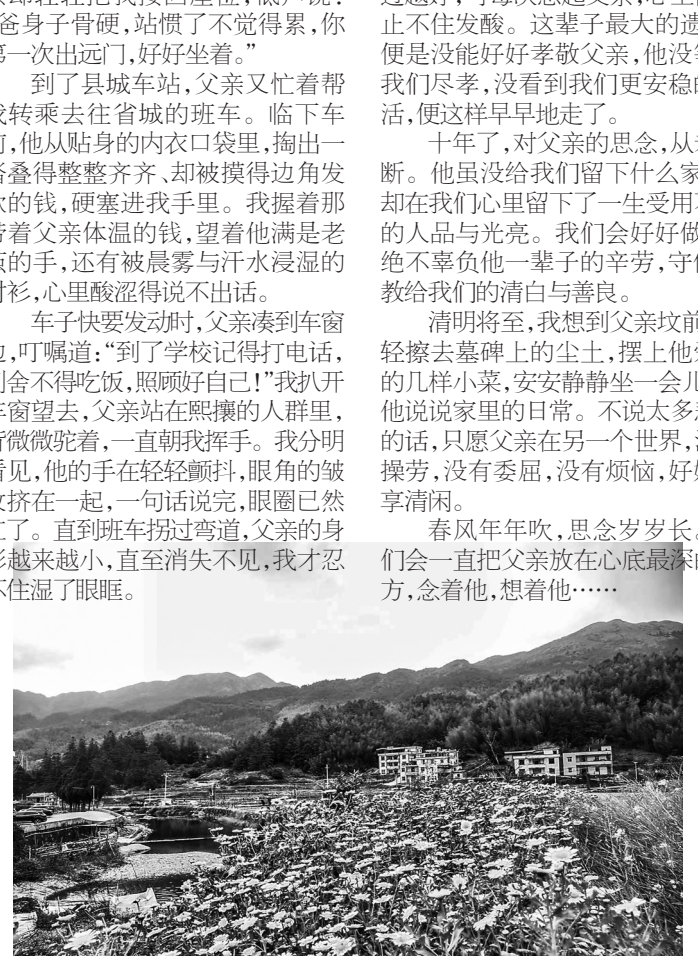 爸身子骨硬，站惯了不觉得累，你
第一次出远门，好好坐着。”
到了县城车站，父亲又忙着帮
我转乘去往省城的班车。临下车
前，他从贴身的内衣口袋里，掏出一
沓叠得整整齐齐、却被摸得边角发
软的钱，硬塞进我手里。我握着那
带着父亲体温的钱，望着他满是老
茧的手，还有被晨雾与汗水浸湿的
衬衫，心里酸涩得说不出话。
车子快要发动时，父亲凑到车窗
边，叮嘱道：“到了学校记得打电话，
别舍不得吃饭，照顾好自己！”我扒开
车窗望去，父亲站在熙攘的人群里，
背微微驼着，一直朝我挥手。我分明
看见，他的手在轻轻颤抖，眼角的皱
纹挤在一起，一句话说完，眼圈已然
红了。直到班车拐过弯道，父亲的身
影越来越小，直至消失不见，我才忍
不住湿了眼眶。
止不住发酸。这辈子最大的遗
便是没能好好孝敬父亲，他没等
我们尽孝，没看到我们更安稳的
活，便这样早早地走了。
十年了，对父亲的思念，从未
断。他虽没给我们留下什么家
却在我们心里留下了一生受用不
的人品与光亮。我们会好好做
绝不辜负他一辈子的辛劳，守住
教给我们的清白与善良。
清明将至，我想到父亲坟前
轻擦去墓碑上的尘土，摆上他爱
的几样小菜，安安静静坐一会儿
他说说家里的日常。不说太多
的话，只愿父亲在另一个世界，没
操劳，没有委屈，没有烦恼，好好
享清闲。
春风年年吹，思念岁岁长。
们会一直把父亲放在心底最深的
方，念着他，想着他……